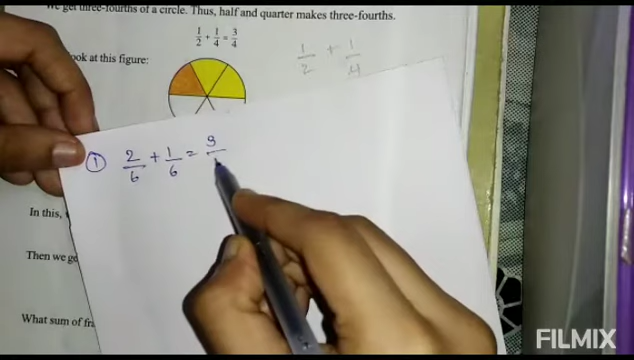 We get three-fourths of a circle. Thus, half and quarter makes three-fourths.
1/2 + 1/4 = 3/4
1/2 + 1/4
ook at this figure:
① 2/6 + 1/6 = 3/
In this,
Then we ge
What sum of fra
FILMIX